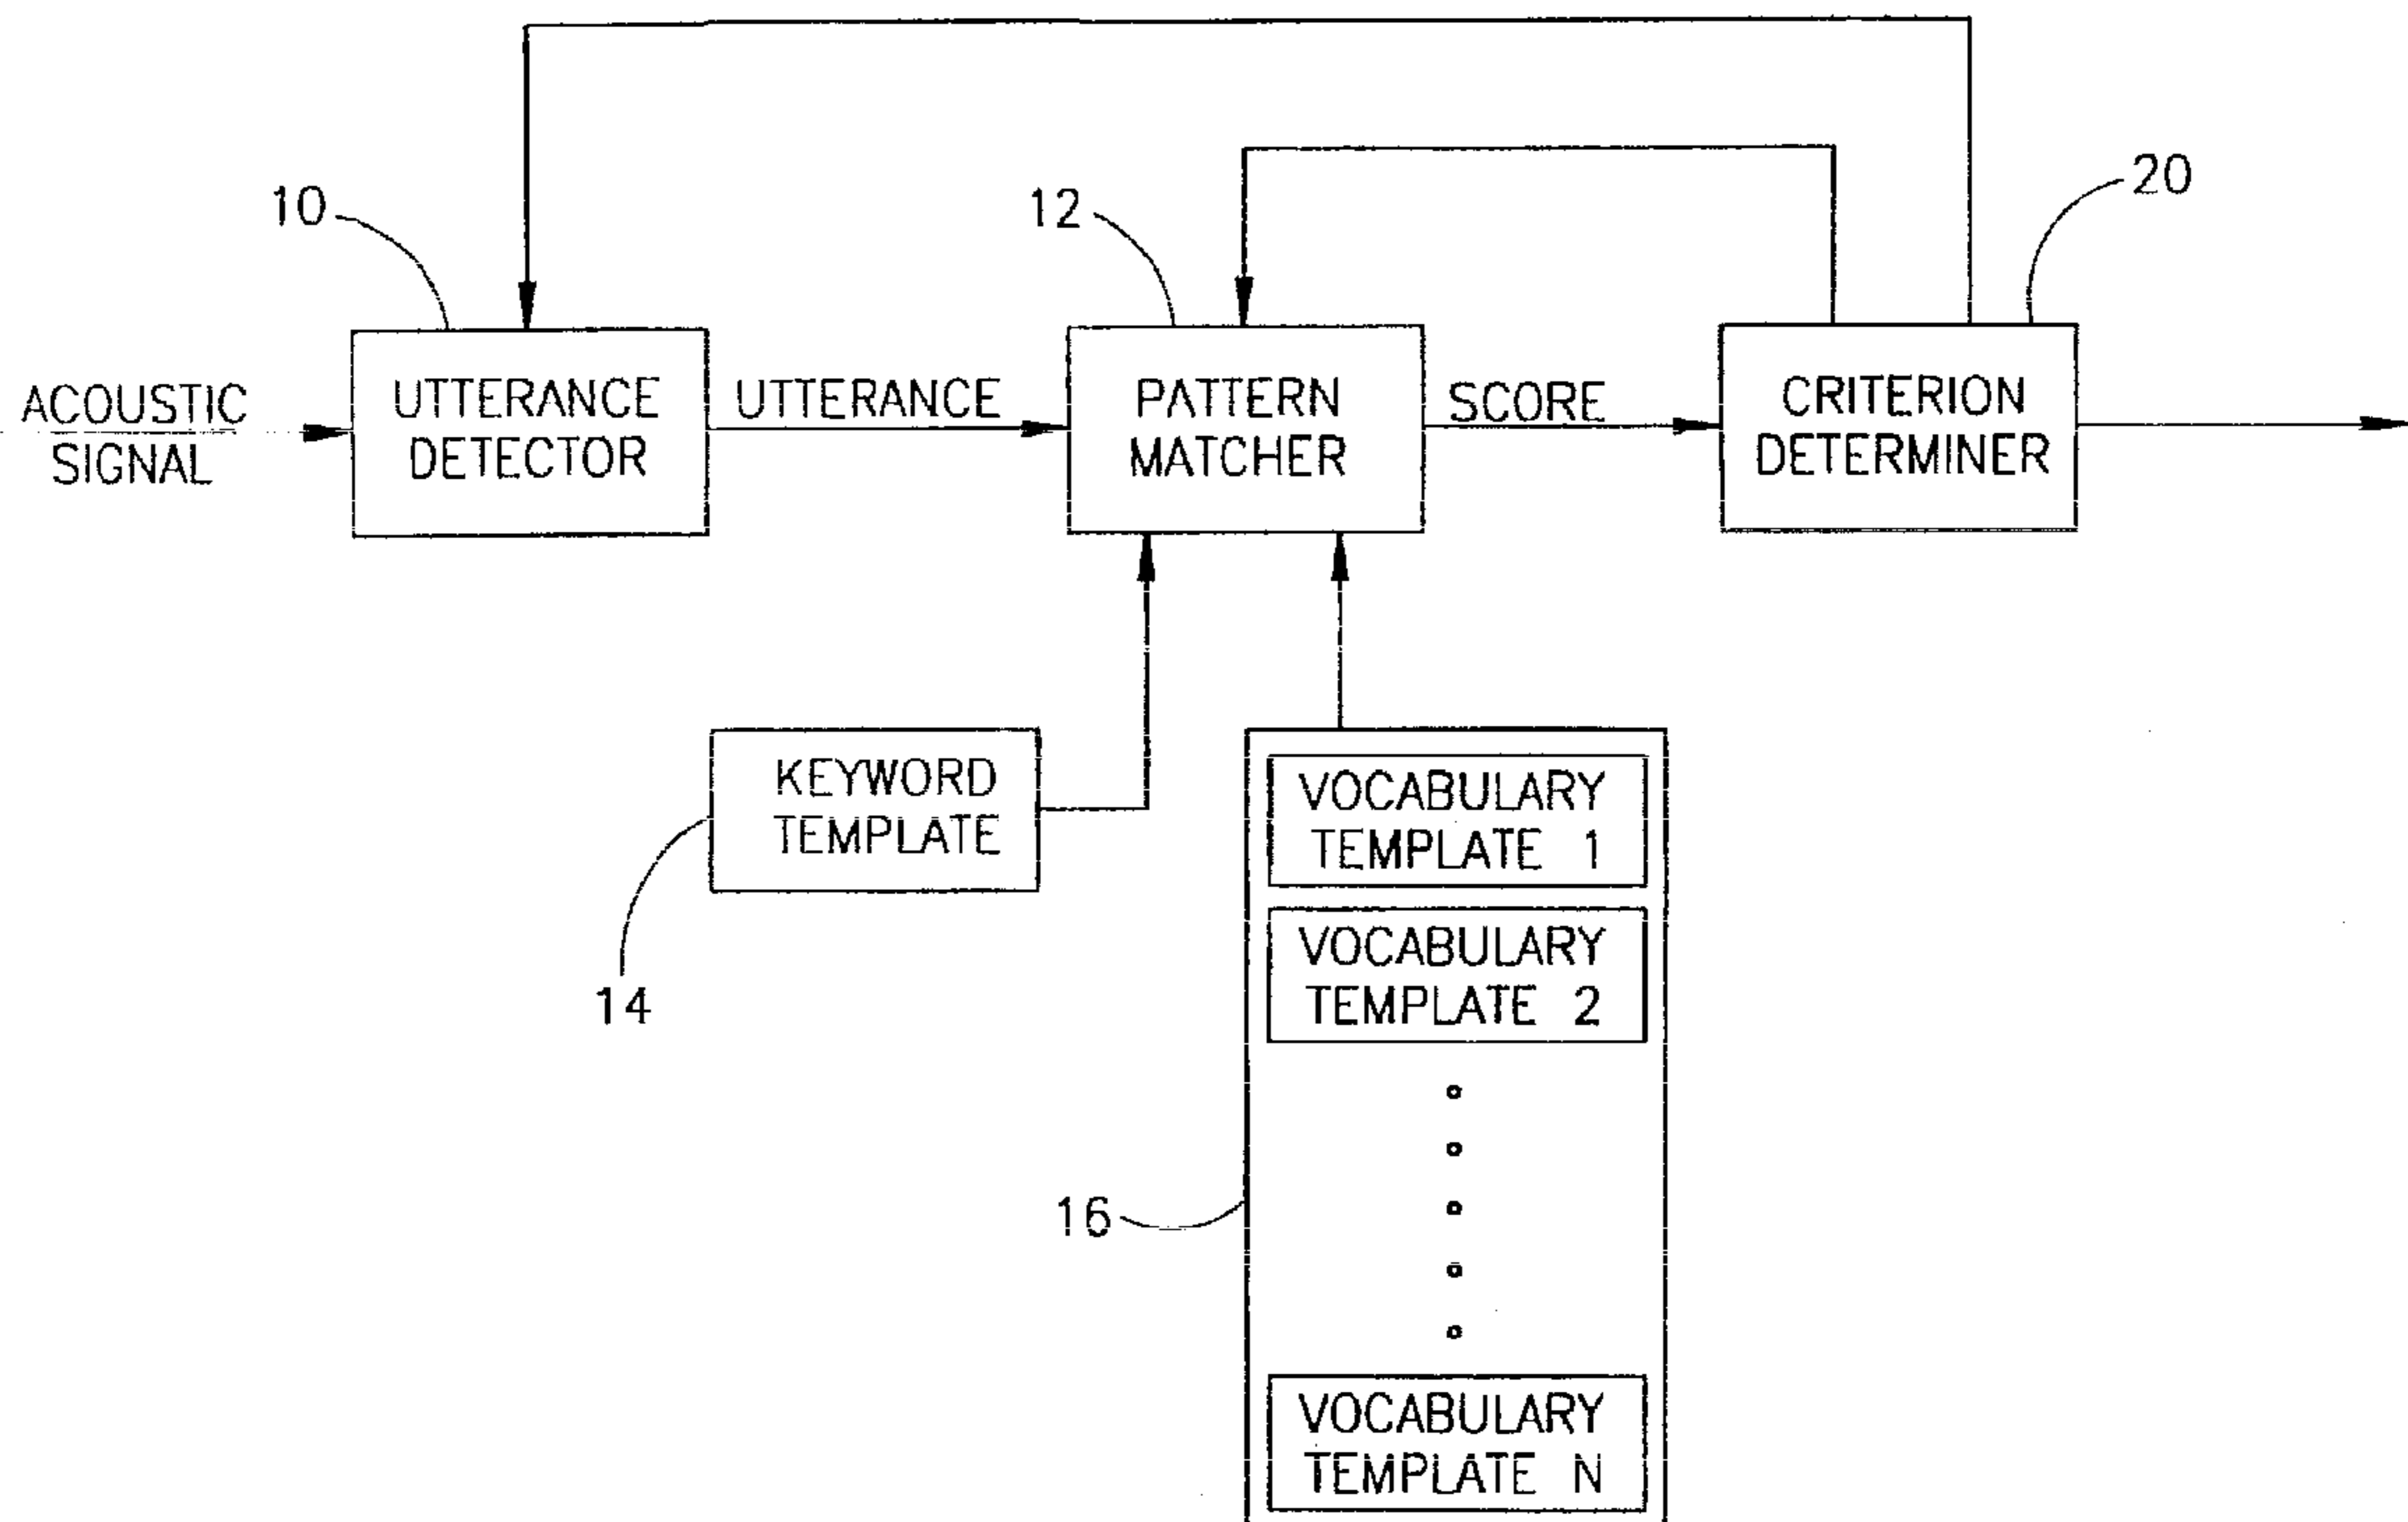 20
10
12
ACOUSTIC
SIGNAL
UTTERANCE
DETECTOR
UTTERANCE
PATTERN
MATCHER
SCORE
CRITERION
DETERMINER
KEYWORD
TEMPLATE
14
VOCABULARY
TEMPLATE 1
VOCABULARY
TEMPLATE 2
16
VOCABULARY
TEMPLATE N